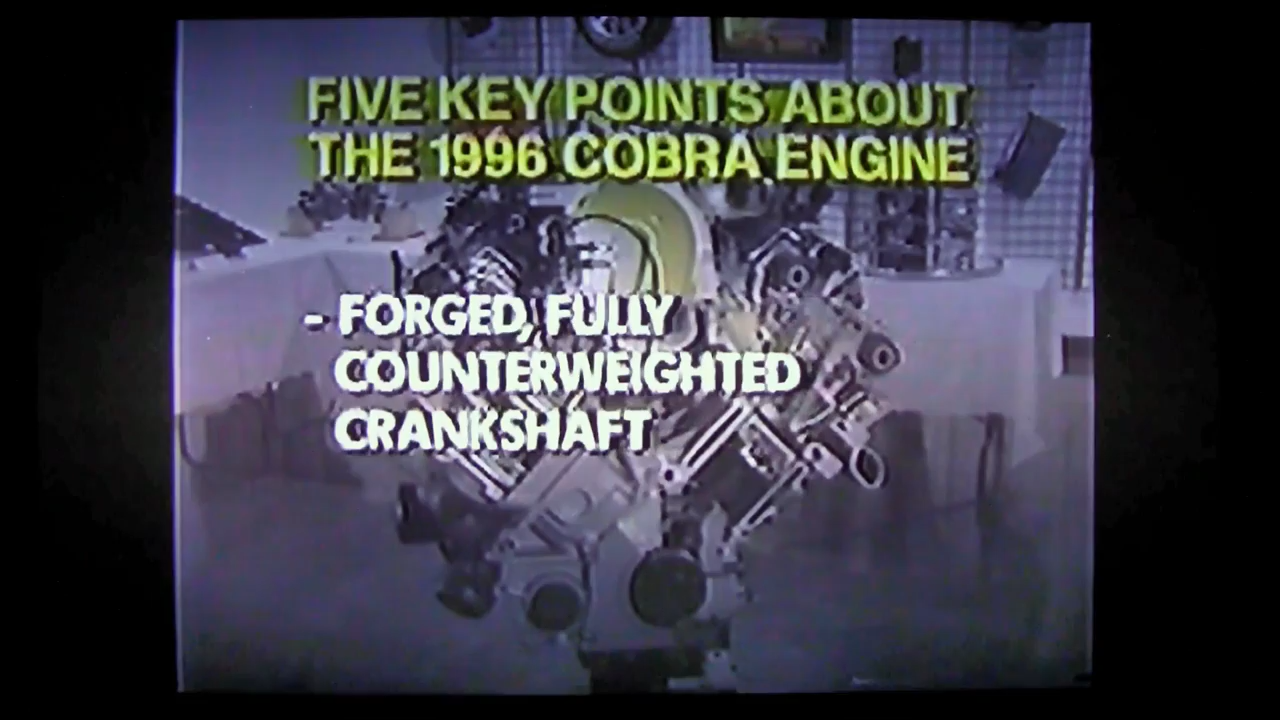 FIVE KEY POINTS ABOUT
THE 1996 COBRA ENGINE
- FORGED, FULLY
COUNTERWEIGHTED
CRANKSHAFT